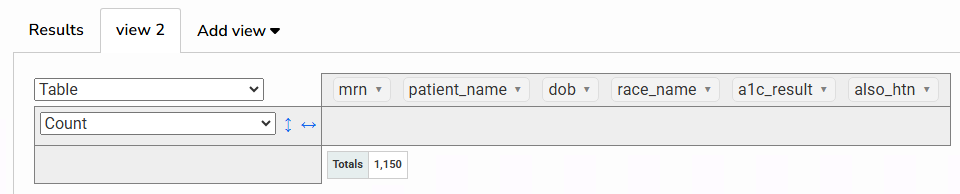 Results view 2 Add view
Table mrn patient_name dob race_name a1c_result also_htn
Count
Totals 1,150